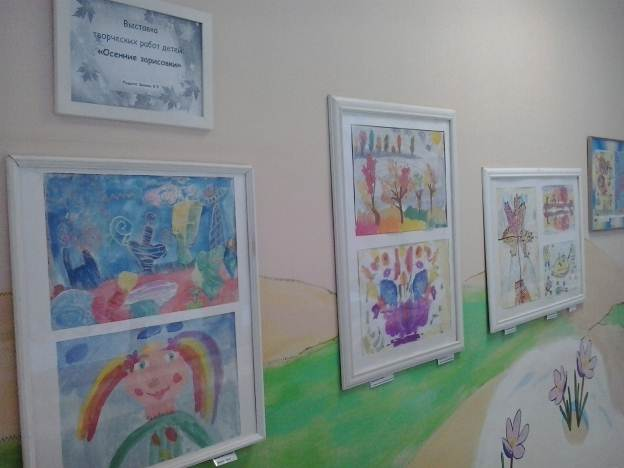 Выставка
творческих работ детей
«Осенние зарисовки»